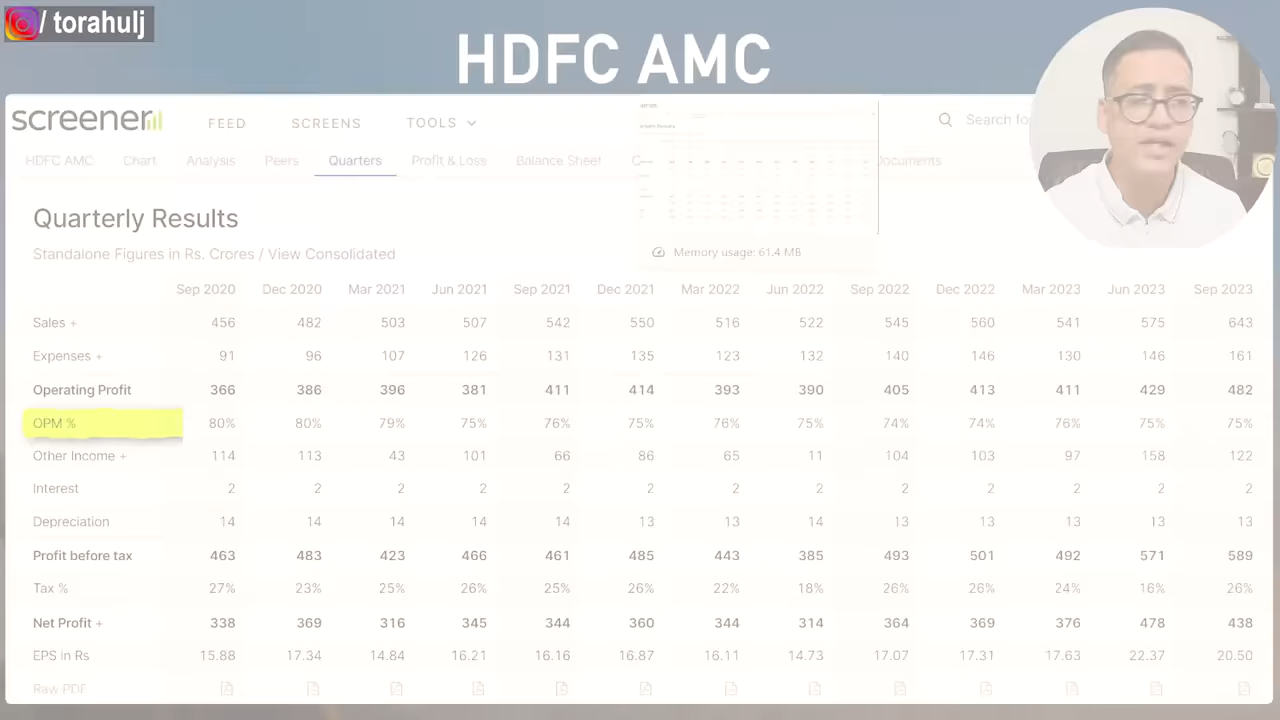 / torahulj
HDFC AMC
screener
FEED SCREENS TOOLS
Search for
HDFC AMC Chart Analysis Peers Quarters Profit & Loss Balance Sheet Documents
Quarterly Results
Standalone Figures in Rs. Crores / View Consolidated
Memory usage: 61.4 MB
Sep 2020 Dec 2020 Mar 2021 Jun 2021 Sep 2021 Dec 2021 Mar 2022 Jun 2022 Sep 2022 Dec 2022 Mar 2023 Jun 2023 Sep 2023
Sales + 456 482 503 507 542 550 516 522 545 560 541 575 643
Expenses + 91 96 107 126 131 135 123 132 140 146 130 146 161
Operating Profit 366 386 396 381 411 414 393 390 405 413 411 429 482
OPM % 80% 80% 79% 75% 76% 75% 76% 75% 74% 74% 76% 75% 75%
Other Income + 114 113 43 101 66 86 65 11 104 103 97 158 122
Interest 2 2 2 2 2 2 2 2 2 2 2 2 2
Depreciation 14 14 14 14 14 13 13 14 13 13 13 13 13
Profit before tax 463 483 423 466 461 485 443 385 493 501 492 571 589
Tax % 27% 23% 25% 26% 25% 26% 22% 18% 26% 26% 24% 16% 26%
Net Profit + 338 369 316 345 344 360 344 314 364 369 376 478 438
EPS in Rs 15.88 17.34 14.84 16.21 16.16 16.87 16.11 14.73 17.07 17.31 17.63 22.37 20.50
Raw PDF